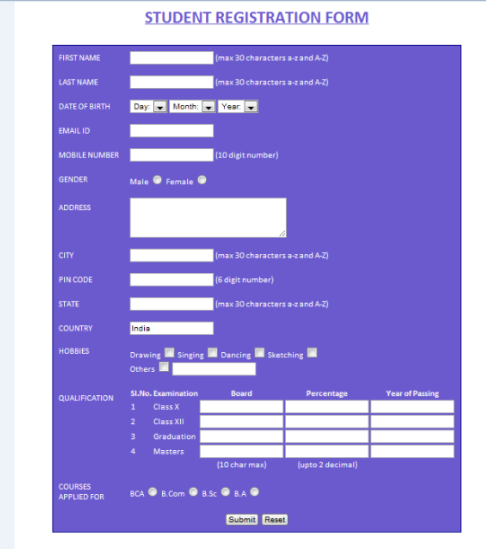 STUDENT REGISTRATION FORM
FIRST NAME (max 30 characters a-z and A-Z)
LAST NAME (max 30 characters a-z and A-Z)
DATE OF BIRTH Day: Month: Year:
EMAIL ID
MOBILE NUMBER (10 digit number)
GENDER Male Female
ADDRESS
CITY (max 30 characters a-z and A-Z)
PIN CODE (6 digit number)
STATE (max 30 characters a-z and A-Z)
COUNTRY India
HOBBIES Drawing Singing Dancing Sketching
Others
QUALIFICATION Sl.No. Examination Board Percentage Year of Passing
1 Class X
2 Class XII
3 Graduation
4 Masters
(10 char max) (upto 2 decimal)
COURSES
APPLIED FOR BCA B.Com B.Sc B.A
Submit Reset